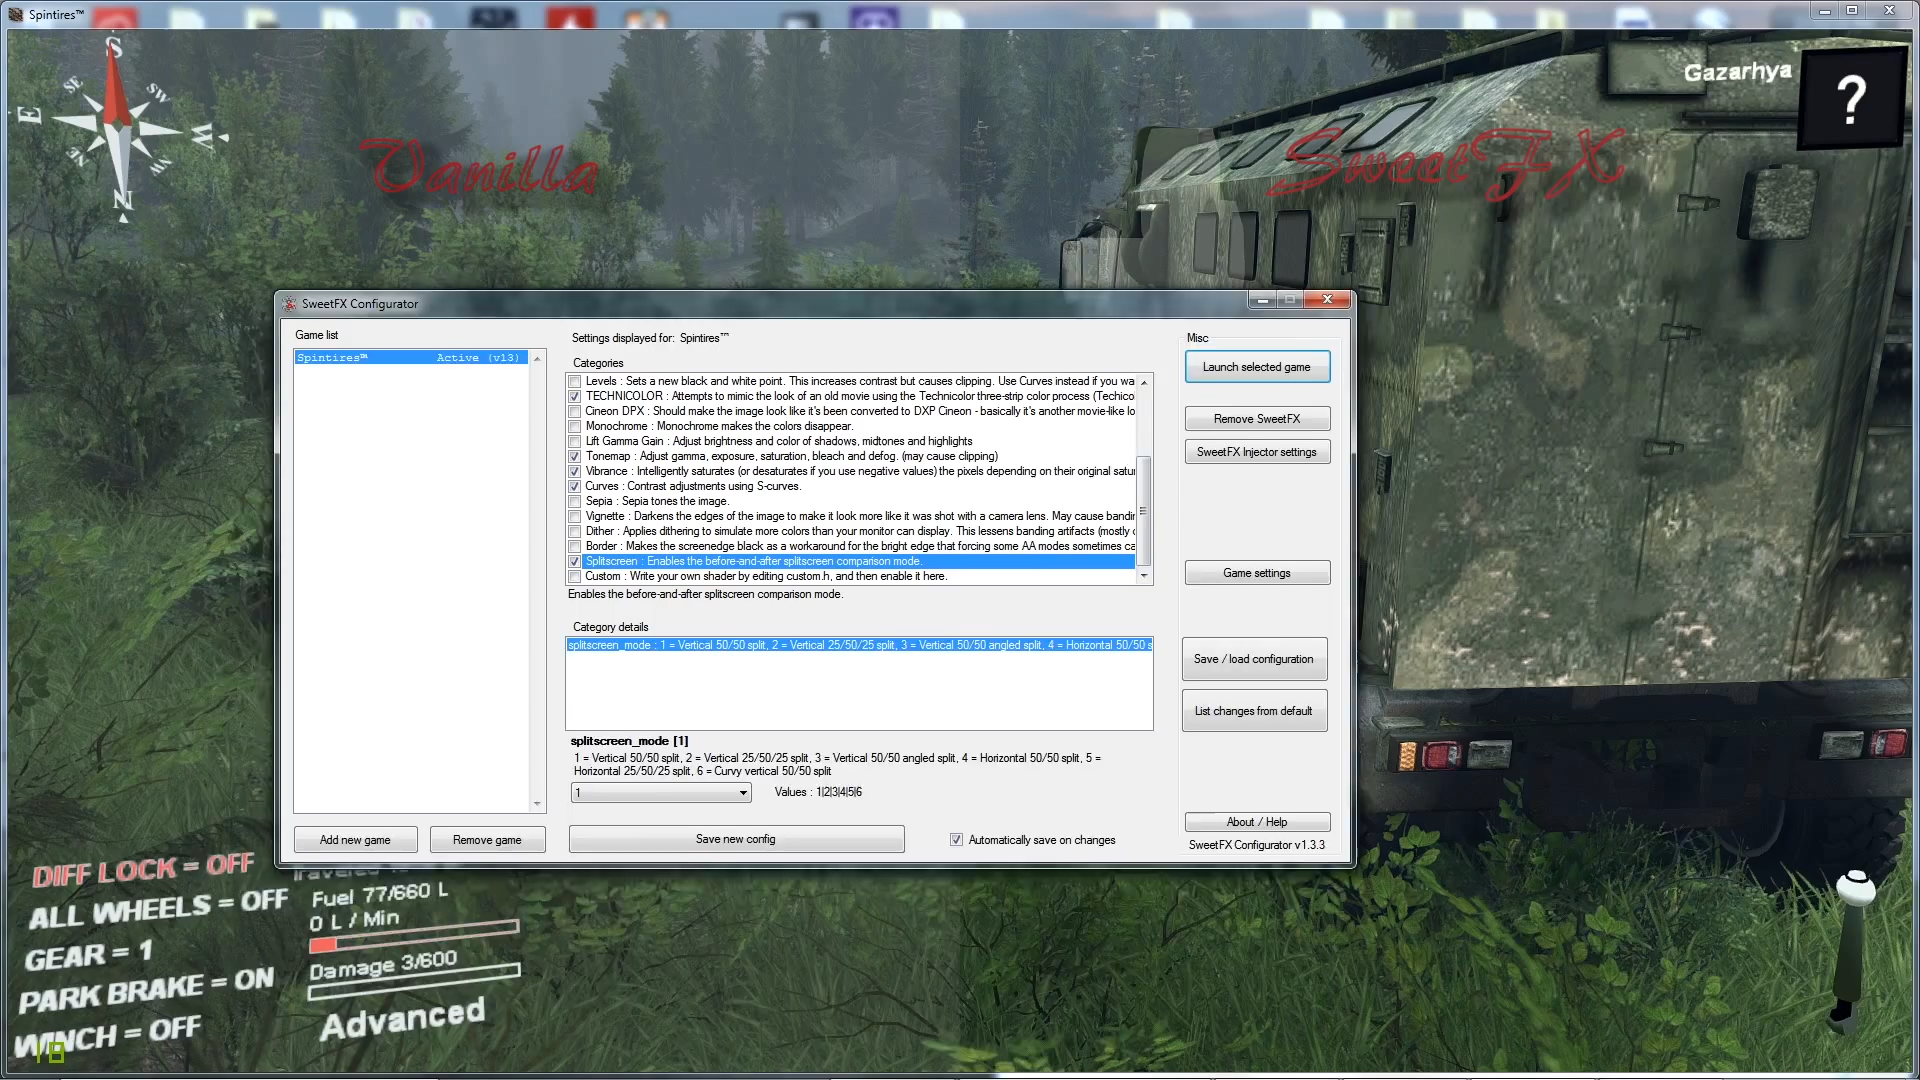 Spintires™
S
SE
SW
E
W
NE
NW
N
Vanilla
SweetFX
Gazarhya
?
SweetFX Configurator
Game list
Spintires™ Active (v13)
Settings displayed for: Spintires™
Categories
Levels : Sets a new black and white point. This increases contrast but causes clipping. Use Curves instead if you wa
TECHNICOLOR : Attempts to mimic the look of an old movie using the Technicolor three-strip color process (Techicol
Cineon DPX : Should make the image look like it's been converted to DXP Cineon - basically it's another movie-like lo
Monochrome : Monochrome makes the colors disappear.
Lift Gamma Gain : Adjust brightness and color of shadows, midtones and highlights
Tonemap : Adjust gamma, exposure, saturation, bleach and defog. (may cause clipping)
Vibrance : Intelligently saturates (or desaturates if you use negative values) the pixels depending on their original satur
Curves : Contrast adjustments using S-curves.
Sepia : Sepia tones the image.
Vignette : Darkens the edges of the image to make it look more like it was shot with a camera lens. May cause bandin
Dither : Applies dithering to simulate more colors than your monitor can display. This lessens banding artifacts (mostly c
Border : Makes the screenedge black as a workaround for the bright edge that forcing some AA modes sometimes ca
Splitscreen : Enables the before-and-after splitscreen comparison mode.
Custom : Write your own shader by editing custom.h, and then enable it here.
Enables the before-and-after splitscreen comparison mode.
Category details
splitscreen_mode : 1 = Vertical 50/50 split, 2 = Vertical 25/50/25 split, 3 = Vertical 50/50 angled split, 4 = Horizontal 50/50 s
splitscreen_mode [1]
1 = Vertical 50/50 split, 2 = Vertical 25/50/25 split, 3 = Vertical 50/50 angled split, 4 = Horizontal 50/50 split, 5 =
Horizontal 25/50/25 split, 6 = Curvy vertical 50/50 split
1
Values : 1|2|3|4|5|6
Add new game
Remove game
Save new config
Automatically save on changes
Misc
Launch selected game
Remove SweetFX
SweetFX Injector settings
Game settings
Save / load configuration
List changes from default
About / Help
SweetFX Configurator v1.3.3
DIFF LOCK = OFF
ALL WHEELS = OFF
GEAR = 1
PARK BRAKE = ON
WINCH = OFF
Fuel 77/660 L
0 L / Min
Damage 3/600
Advanced
18